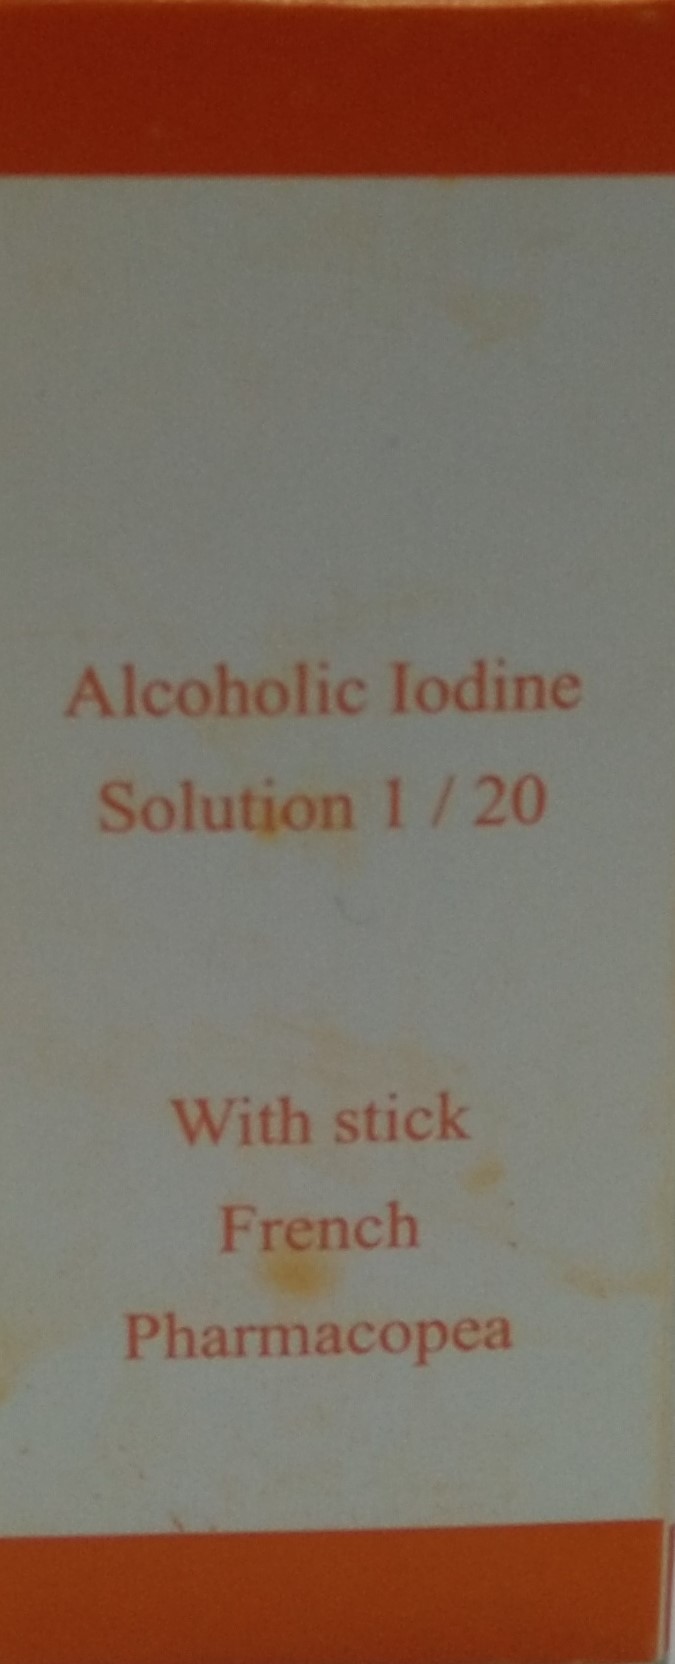 Alcoholic Iodine
Solution 1 / 20
With stick
French
Pharmacopea